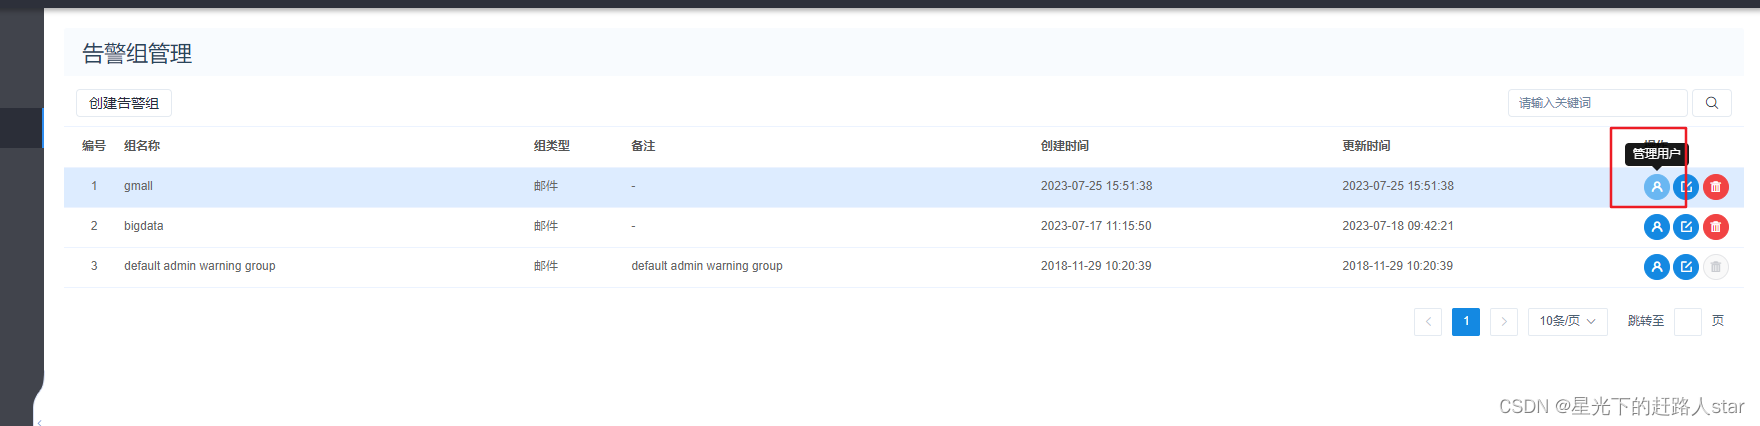 告警组管理
创建告警组
请输入关键词
编号 组名称 组类型 备注 创建时间 更新时间
管理用户
1 gmall 邮件 - 2023-07-25 15:51:38 2023-07-25 15:51:38
2 bigdata 邮件 - 2023-07-17 11:15:50 2023-07-18 09:42:21
3 default admin warning group 邮件 default admin warning group 2018-11-29 10:20:39 2018-11-29 10:20:39
1 10条/页 跳转至 页
CSDN @星光下的赶路人star